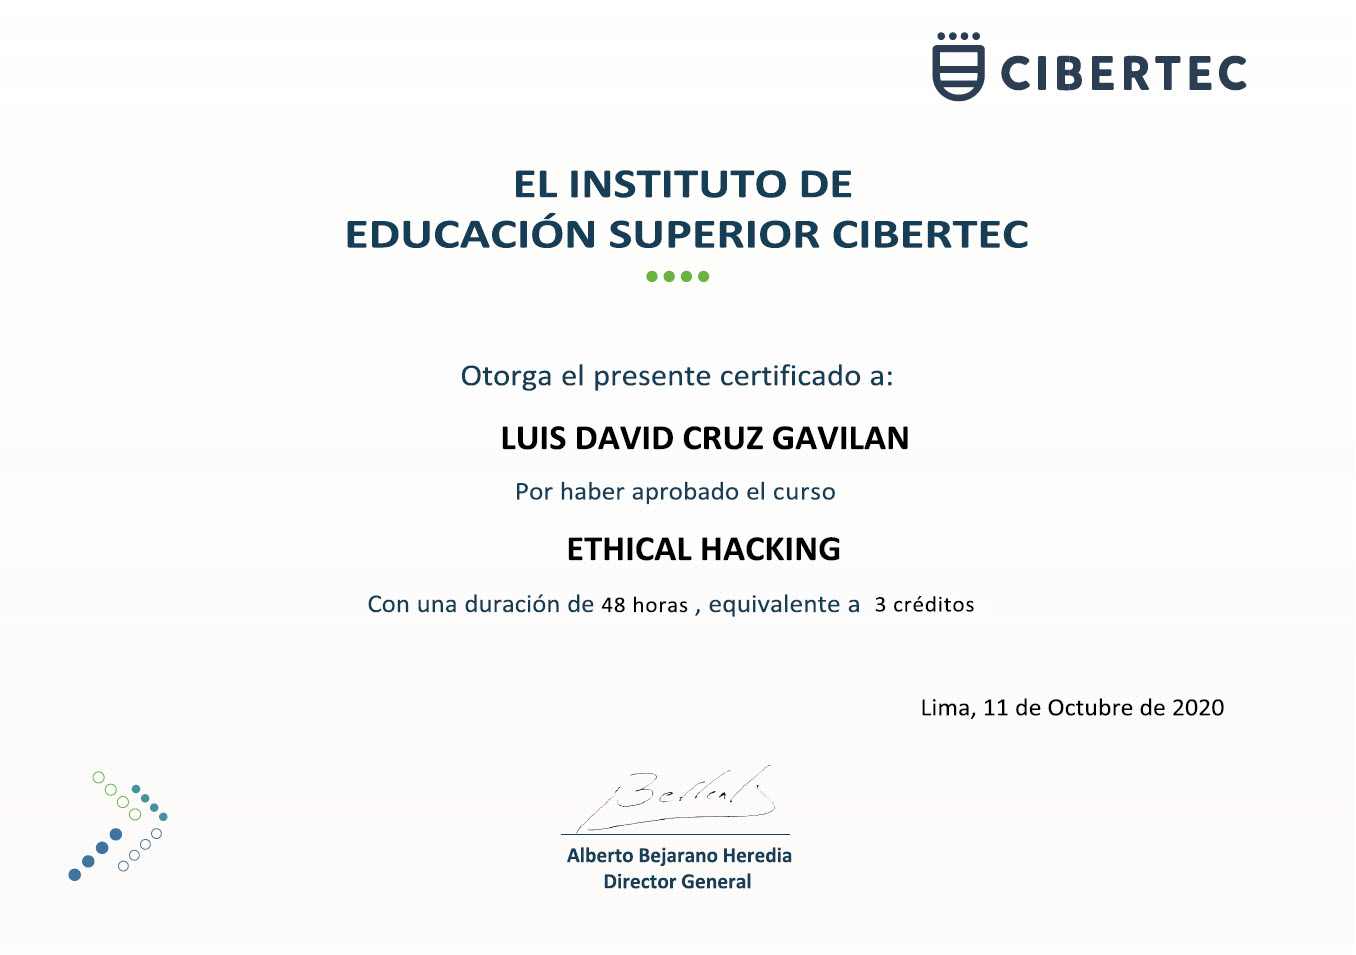 CIBERTEC
EL INSTITUTO DE
EDUCACIÓN SUPERIOR CIBERTEC
Otorga el presente certificado a:
LUIS DAVID CRUZ GAVILAN
Por haber aprobado el curso
ETHICAL HACKING
Con una duración de 48 horas , equivalente a 3 créditos
Lima, 11 de Octubre de 2020
Alberto Bejarano Heredia
Director General